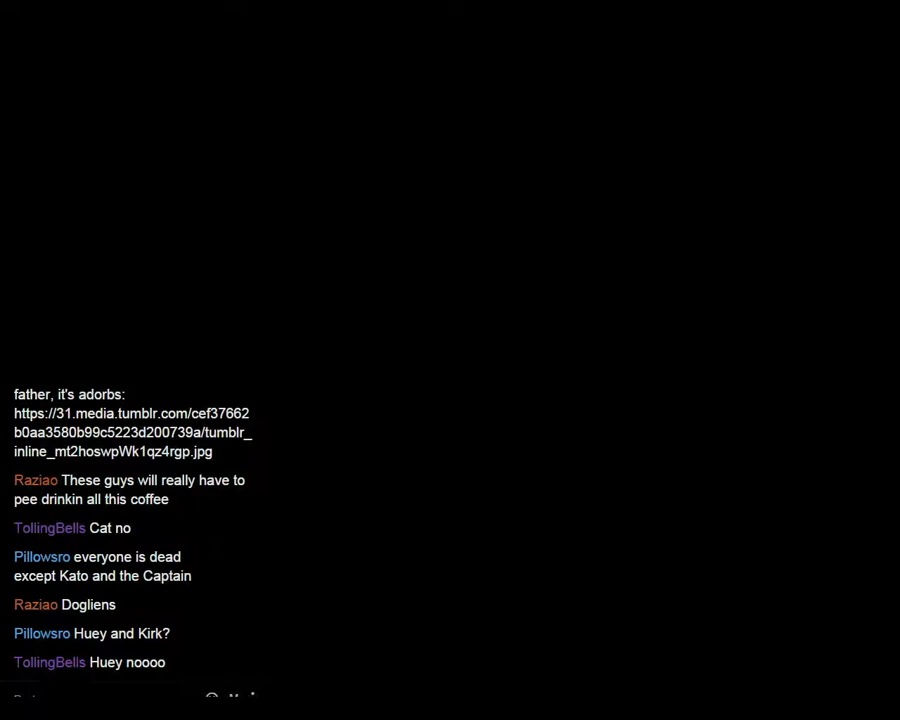 father, it's adorbs:
https://31.media.tumblr.com/cef37662
b0aa3580b99c5223d200739a/tumblr_
inline_mt2hoswpWk1qz4rgp.jpg
Raziao These guys will really have to
pee drinkin all this coffee
TollingBells Cat no
Pillowsro everyone is dead
except Kato and the Captain
Raziao Dogliens
Pillowsro Huey and Kirk?
TollingBells Huey noooo